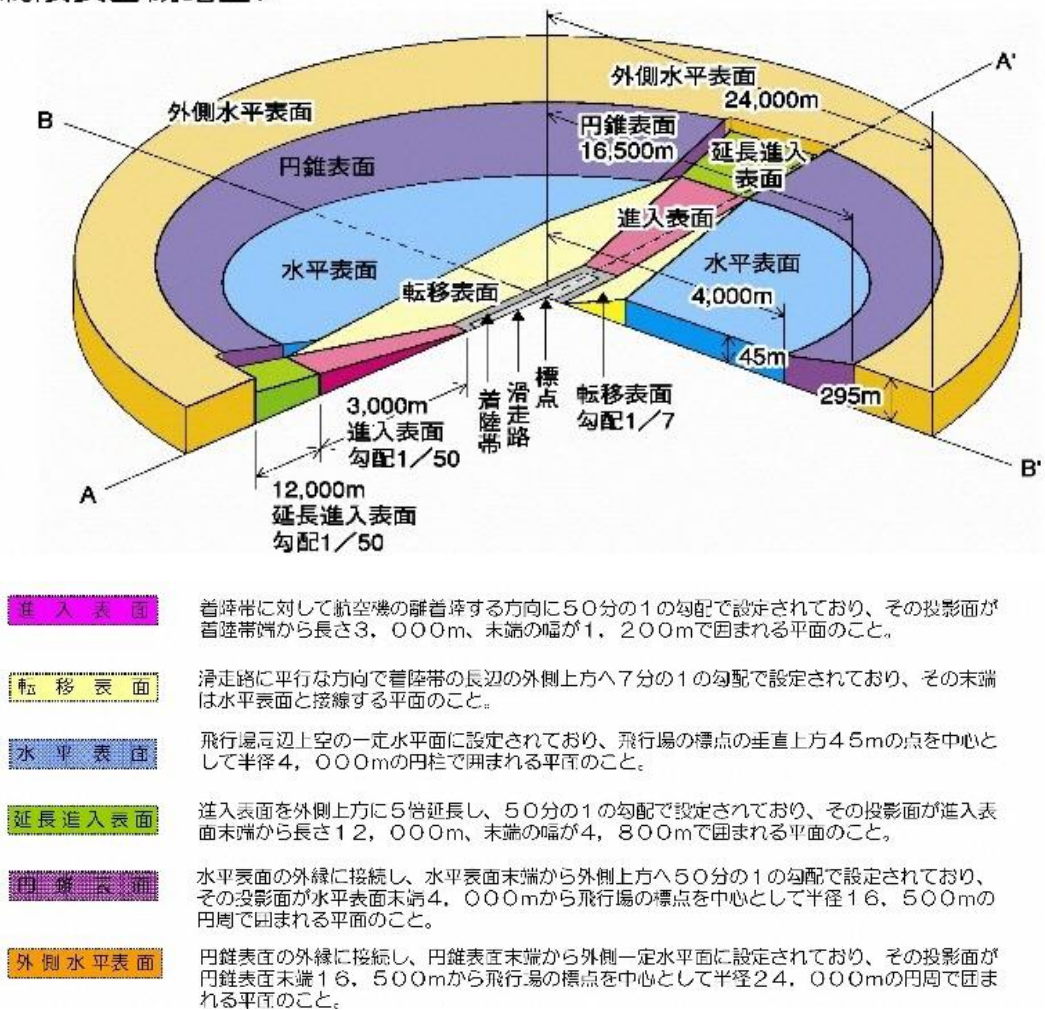 外側水平表面
24,000m
A'
B
外側水平表面
円錐表面
16,500m
延長進入
表面
円錐表面
進入表面
水平表面
水平表面
転移表面
4,000m
45m
295m
標点
滑走路
着陸帯
転移表面
勾配1/7
3,000m
進入表面
勾配1/50
A
B'
12,000m
延長進入表面
勾配1/50
進入表面
着陸帯に対して航空機の離着陸する方向に50分の1の勾配で設定されており、その投影面が
着陸帯端から長さ3,000m、末端の幅が1,200mで囲まれる平面のこと。
転移表面
滑走路に平行な方向で着陸帯の長辺の外側上方へ7分の1の勾配で設定されており、その末端
は水平表面と接線する平面のこと。
水平表面
飛行場周辺上空の一定水平面に設定されており、飛行場の標点の垂直上方45mの点を中心と
して半径4,000mの円柱で囲まれる平面のこと。
延長進入表面
進入表面を外側上方に5倍延長し、50分の1の勾配で設定されており、その投影面が進入表
面末端から長さ12,000m、末端の幅が4,800mで囲まれる平面のこと。
円錐表面
水平表面の外縁に接続し、水平表面末端から外側上方へ50分の1の勾配で設定されており、
その投影面が水平表面末端4,000mから飛行場の標点を中心として半径16,500mの
円周で囲まれる平面のこと。
外側水平表面
円錐表面の外縁に接続し、円錐表面末端から外側一定水平面に設定されており、その投影面が
円錐表面末端16,500mから飛行場の標点を中心として半径24,000mの円周で囲ま
れる平面のこと。